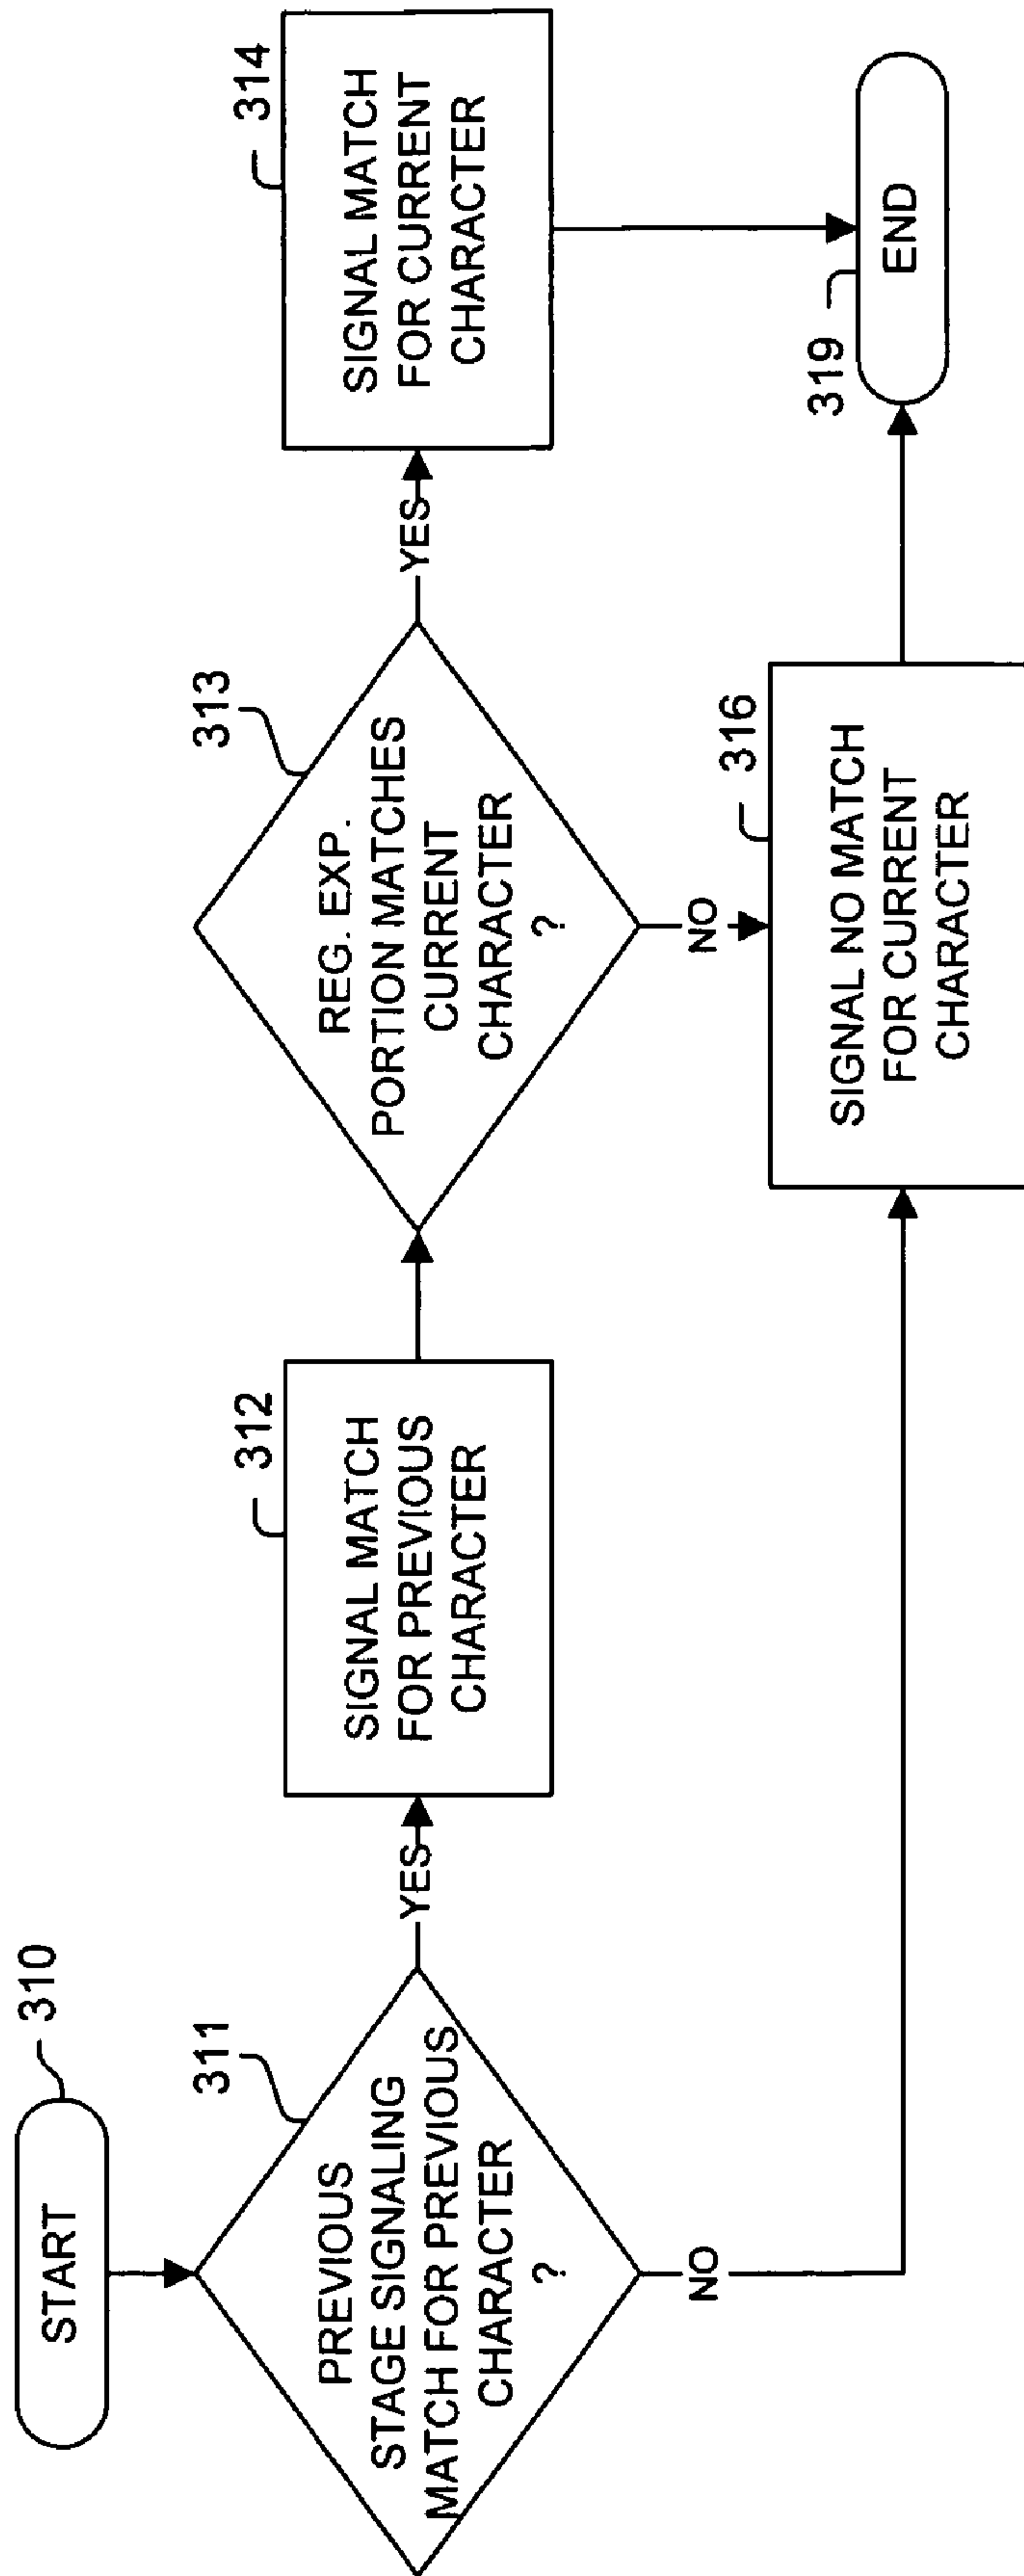 START
310
PREVIOUS
STAGE SIGNALING
MATCH FOR PREVIOUS
CHARACTER
?
311
YES
NO
SIGNAL MATCH
FOR PREVIOUS
CHARACTER
312
REG. EXP.
PORTION MATCHES
CURRENT
CHARACTER
?
313
YES
NO
SIGNAL MATCH
FOR CURRENT
CHARACTER
314
SIGNAL NO MATCH
FOR CURRENT
CHARACTER
316
END
319